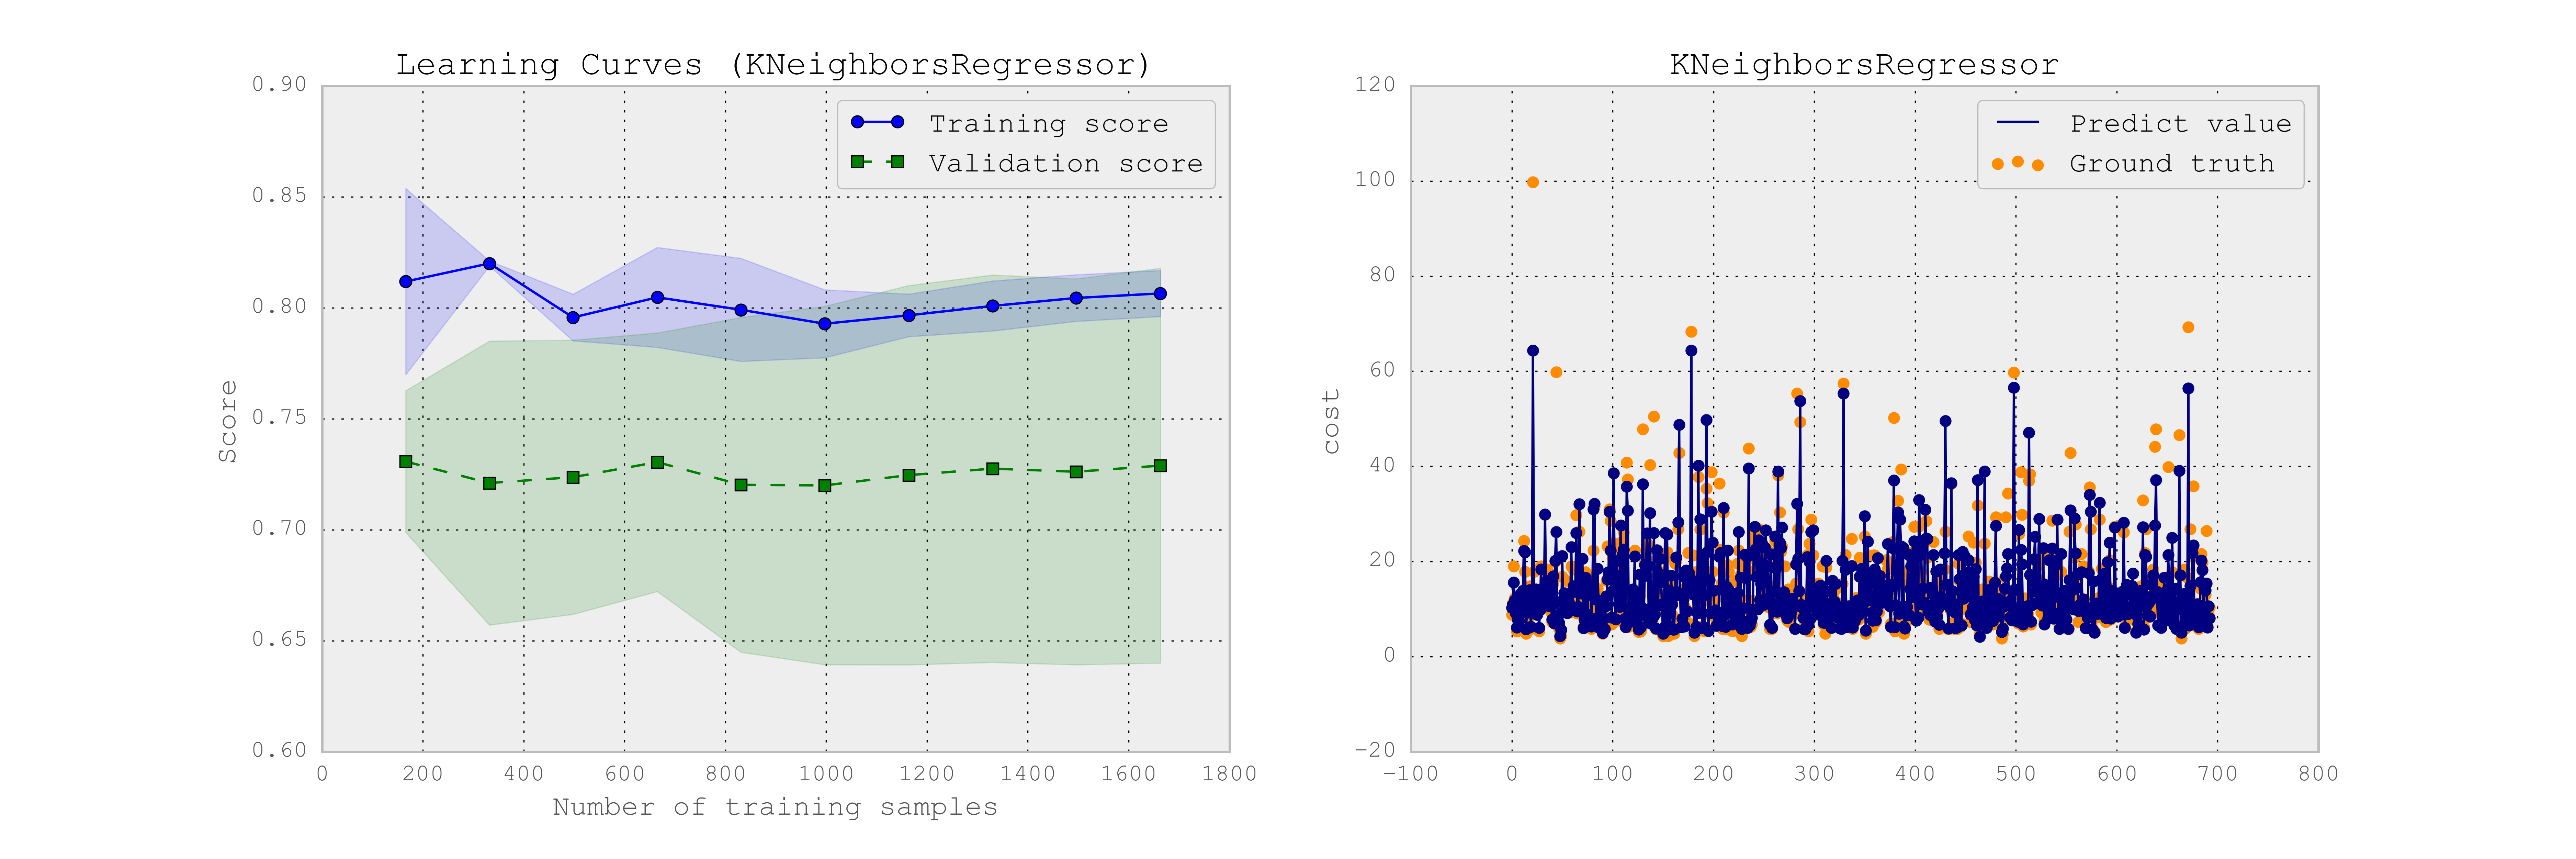 Learning Curves (KNeighborsRegressor)
0.90
0.85
0.80
0.75
0.70
0.65
0.60
Score
Training score
Validation score
0 200 400 600 800 1000 1200 1400 1600 1800
Number of training samples
KNeighborsRegressor
120
100
80
60
40
20
0
−20
cost
Predict value
Ground truth
−100 0 100 200 300 400 500 600 700 800